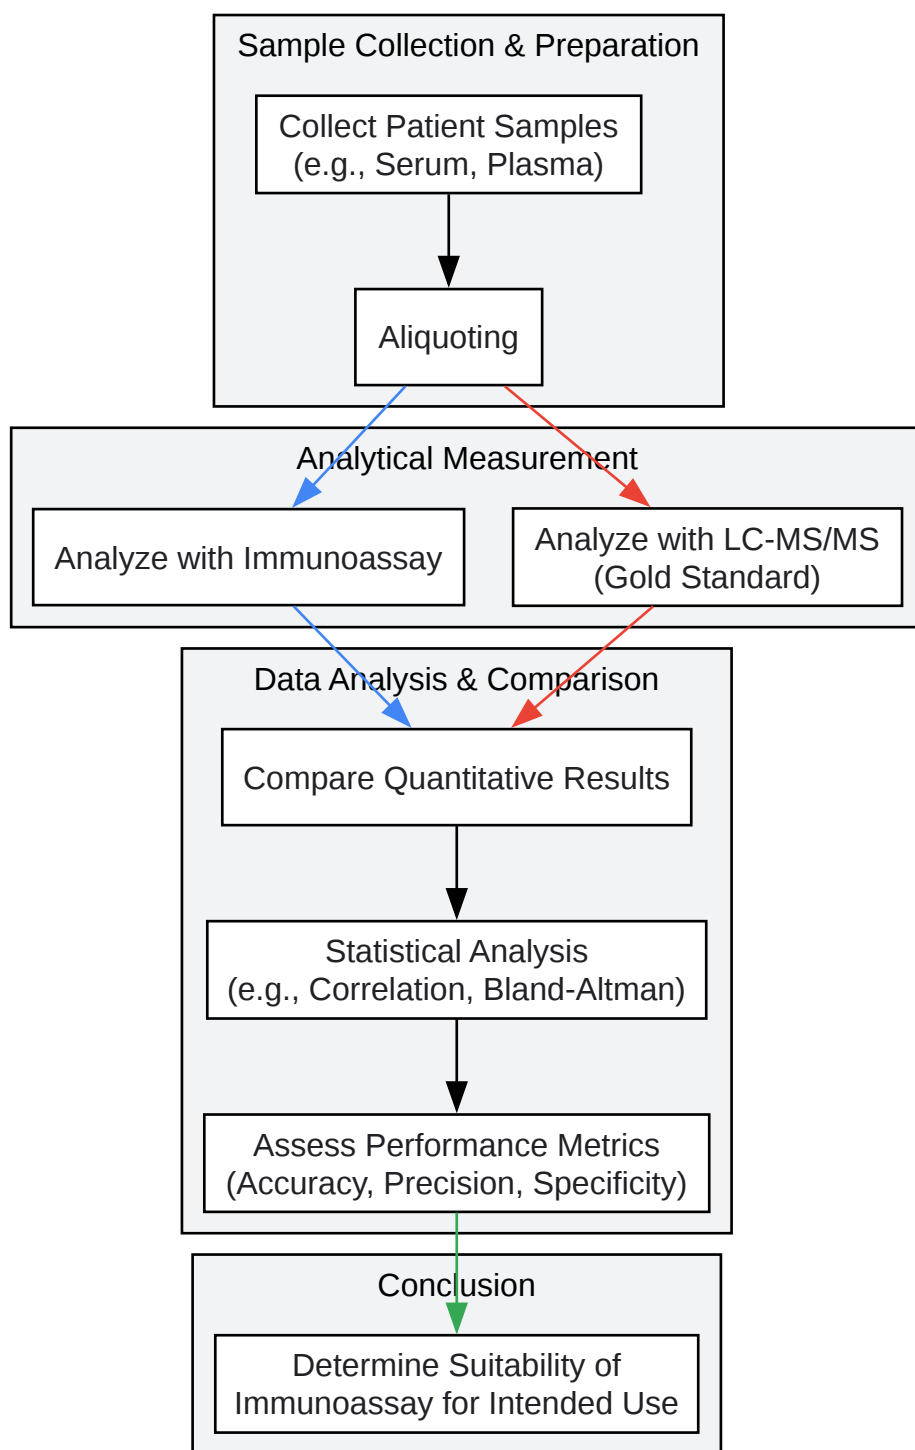 Sample Collection & Preparation
Collect Patient Samples
(e.g., Serum, Plasma)
Aliquoting
Analytical Measurement
Analyze with Immunoassay
Analyze with LC-MS/MS
(Gold Standard)
Data Analysis & Comparison
Compare Quantitative Results
Statistical Analysis
(e.g., Correlation, Bland-Altman)
Assess Performance Metrics
(Accuracy, Precision, Specificity)
Conclusion
Determine Suitability of
Immunoassay for Intended Use